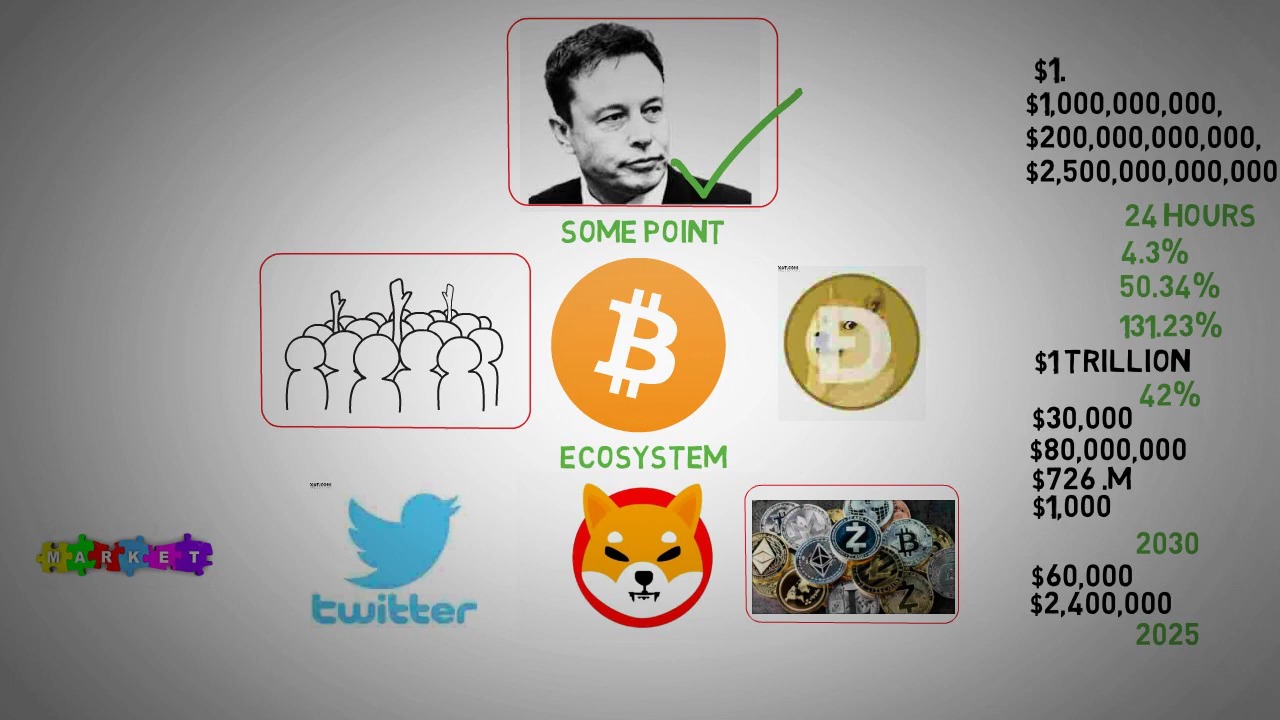 $1.
$1,000,000,000,
$200,000,000,000,
$2,500,000,000,000
SOME POINT
24 HOURS
4.3%
50.34%
131.23%
$1 TRILLION
42%
$30,000
ECOSYSTEM
$80,000,000
$726.M
$1,000
twitter
MARKET
2030
$60,000
$2,400,000
2025